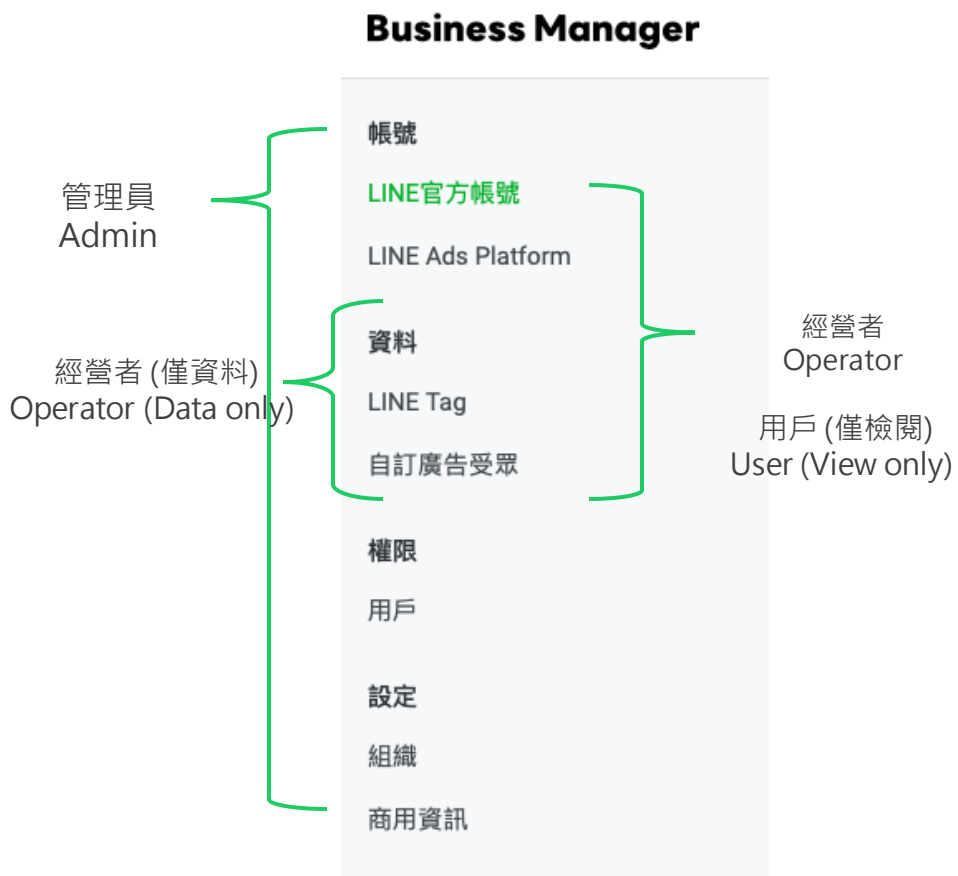 Business Manager
帳號
LINE官方帳號
LINE Ads Platform
資料
LINE Tag
自訂廣告受眾
權限
用戶
設定
組織
商用資訊
管理員
Admin
經營者 (僅資料)
Operator (Data only)
經營者
Operator
用戶 (僅檢閱)
User (View only)